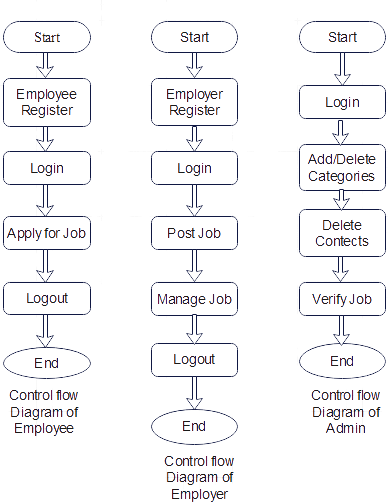 Start
Employee
Register
Login
Apply for Job
Logout
End
Control flow
Diagram of
Employee
Start
Employer
Register
Login
Post Job
Manage Job
Logout
End
Control flow
Diagram of
Employer
Start
Login
Add/Delete
Categories
Delete
Contects
Verify Job
End
Control flow
Diagram of
Admin